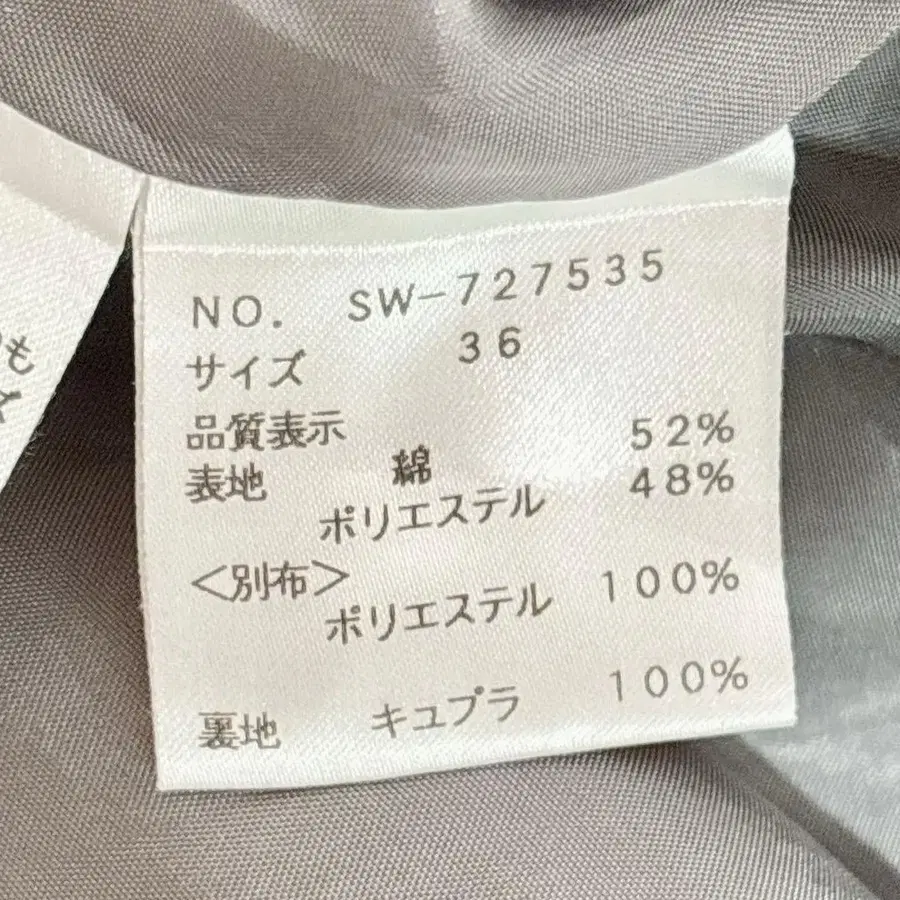 NO. SW-727535
サイズ 36
品質表示
表地 綿 52%
ポリエステル 48%
<別布>
ポリエステル 100%
裏地 キュプラ 100%
も